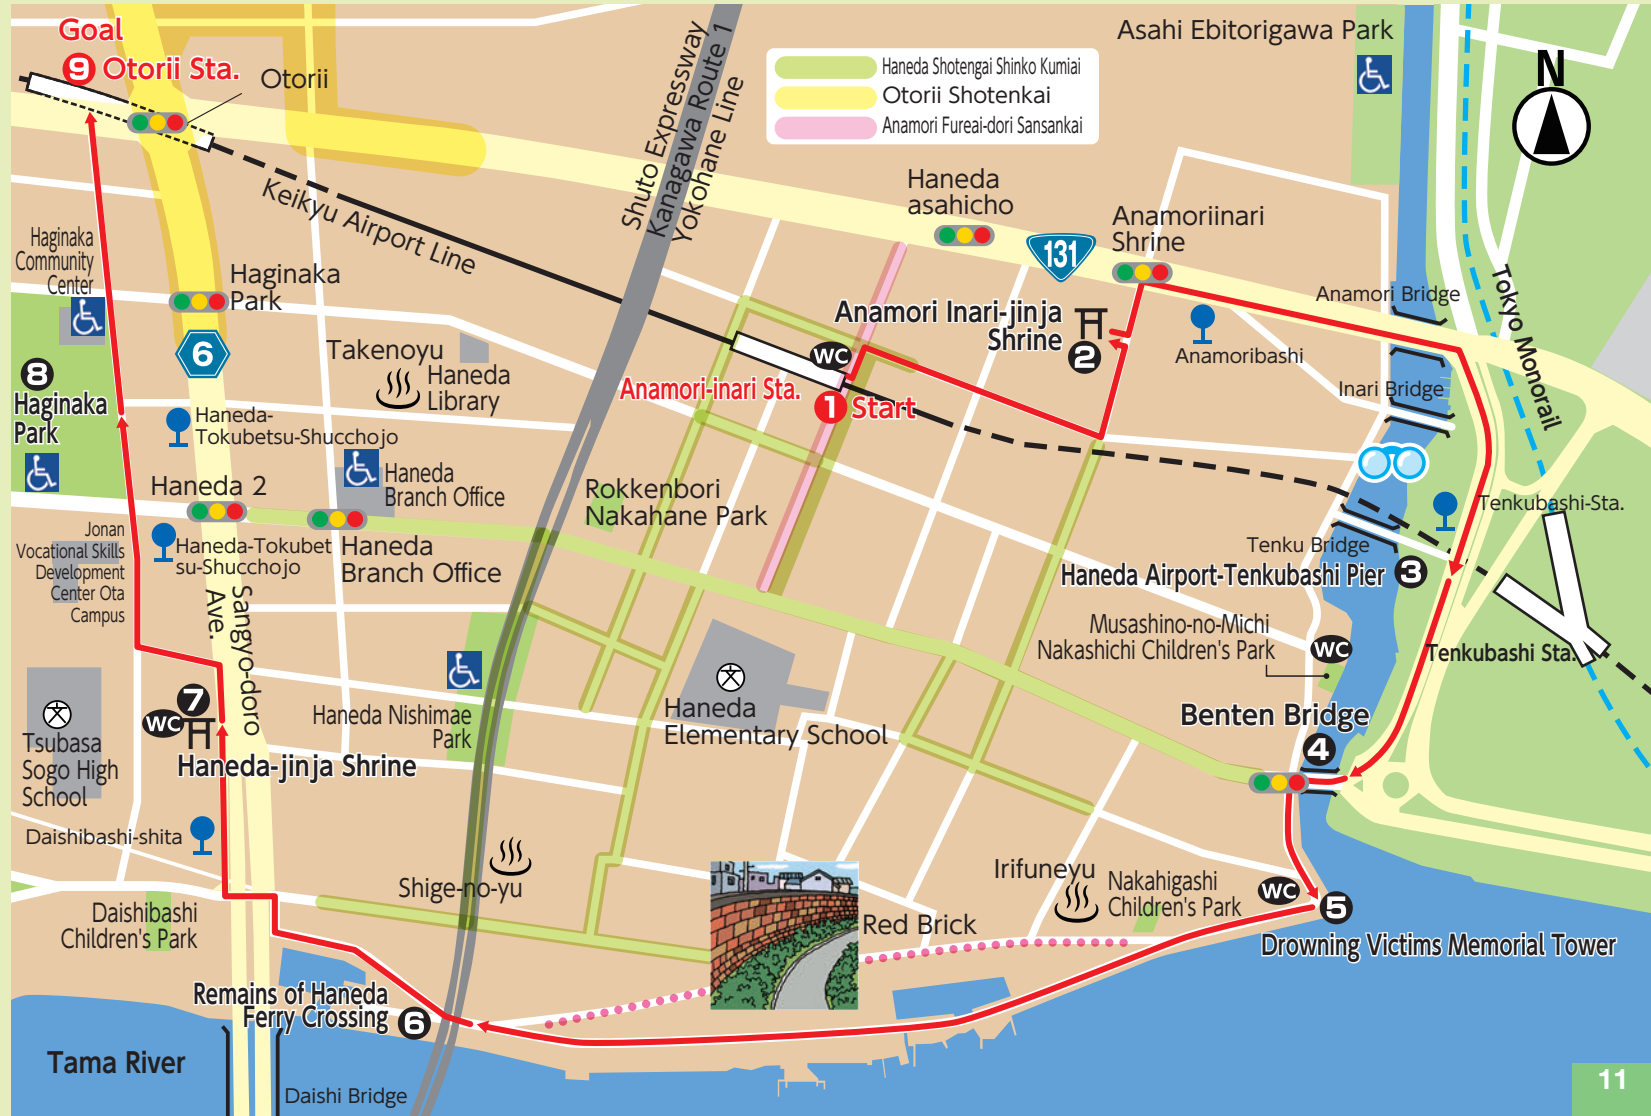 Goal
9 Otorii Sta.
Otorii
Shuto Expressway
Kanagawa Route 1
Yokohane Line
Haneda Shotengai Shinko Kumiai
Otorii Shotenkai
Anamori Fureai-dori Sansankai
Asahi Ebitorigawa Park
N
Keikyu Airport Line
Haneda
asahicho
131
Anamoriinari
Shrine
Haginaka
Community
Center
Haginaka
Park
6
Anamori Inari-jinja
Shrine
2
Anamoribashi
Anamori Bridge
Tokyo Monorail
Inari Bridge
Takenoyu
Haneda
Library
WC
Anamori-inari Sta.
1 Start
8
Haginaka
Park
Haneda-
Tokubetsu-Shucchojo
Haneda
Branch Office
Haneda 2
Rokkenbori
Nakahane Park
Tenkubashi-Sta.
Jonan
Vocational Skills
Development
Center Ota
Campus
Haneda-Tokubet
su-Shucchojo
Haneda
Branch Office
Tenku Bridge
Haneda Airport-Tenkubashi Pier 3
Sangyo-doro
Ave.
Musashino-no-Michi
Nakashichi Children's Park
WC
Tenkubashi Sta.
7
WC
Haneda-jinja Shrine
Tsubasa
Sogo High
School
Haneda Nishimae
Park
Haneda
Elementary School
Benten Bridge
4
Daishibashi-shita
Shige-no-yu
Irifuneyu
Nakahigashi
Children's Park
WC
5
Drowning Victims Memorial Tower
Daishibashi
Children's Park
Red Brick
Remains of Haneda
Ferry Crossing 6
Tama River
Daishi Bridge
11